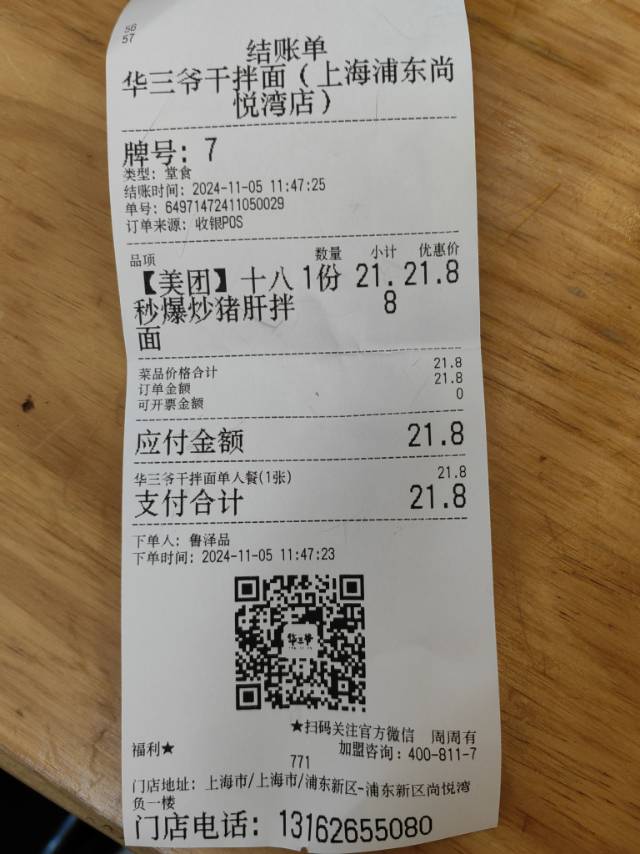 56
57
结账单
华三爷干拌面（上海浦东尚
悦湾店）
牌号: 7
类型: 堂食
结账时间: 2024-11-05 11:47:25
单号: 64971472411050029
订单来源: 收银POS
品项 数量 小计 优惠价
【美团】十八 1份 21. 21.8
秒爆炒猪肝拌 8
面
菜品价格合计 21.8
订单金额 21.8
可开票金额 0
应付金额 21.8
华三爷干拌面单人餐(1张) 21.8
支付合计 21.8
下单人: 鲁泽品
下单时间: 2024-11-05 11:47:23
华三爷
★扫码关注官方微信 周周有
福利★ 加盟咨询: 400-811-7
771
门店地址: 上海市/上海市/浦东新区-浦东新区尚悦湾
负一楼
门店电话: 13162655080